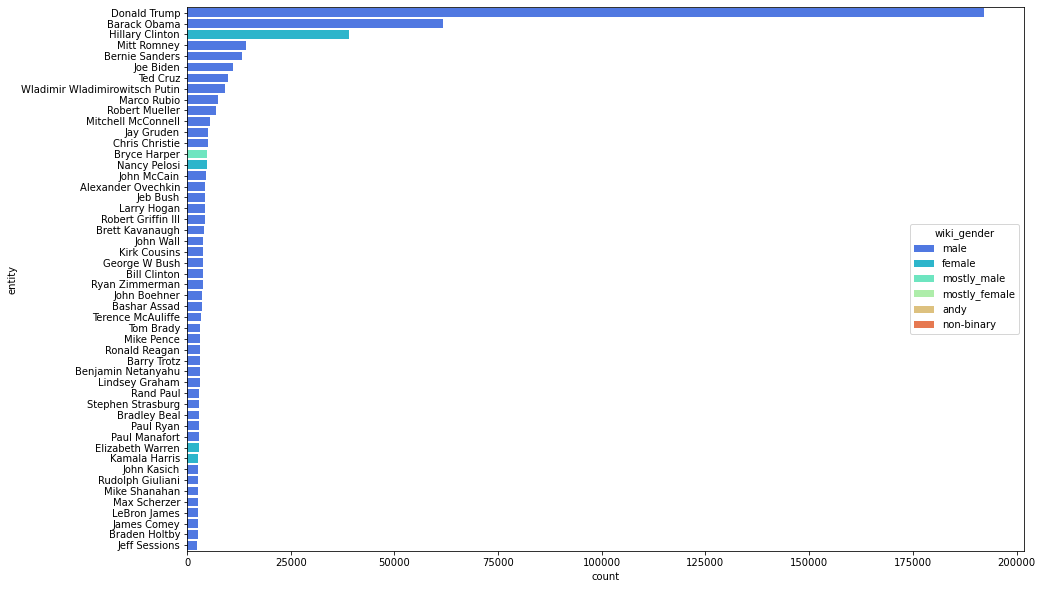 Donald Trump
Barack Obama
Hillary Clinton
Mitt Romney
Bernie Sanders
Joe Biden
Ted Cruz
Wladimir Wladimirowitsch Putin
Marco Rubio
Robert Mueller
Mitchell McConnell
Jay Gruden
Chris Christie
Bryce Harper
Nancy Pelosi
John McCain
Alexander Ovechkin
Jeb Bush
Larry Hogan
Robert Griffin III
Brett Kavanaugh
John Wall
Kirk Cousins
George W Bush
Bill Clinton
Ryan Zimmerman
John Boehner
Bashar Assad
Terence McAuliffe
Tom Brady
Mike Pence
Ronald Reagan
Barry Trotz
Benjamin Netanyahu
Lindsey Graham
Rand Paul
Stephen Strasburg
Bradley Beal
Paul Ryan
Paul Manafort
Elizabeth Warren
Kamala Harris
John Kasich
Rudolph Giuliani
Mike Shanahan
Max Scherzer
LeBron James
James Comey
Braden Holtby
Jeff Sessions
entity
0 25000 50000 75000 100000 125000 150000 175000 200000
count
wiki_gender
male
female
mostly_male
mostly_female
andy
non-binary